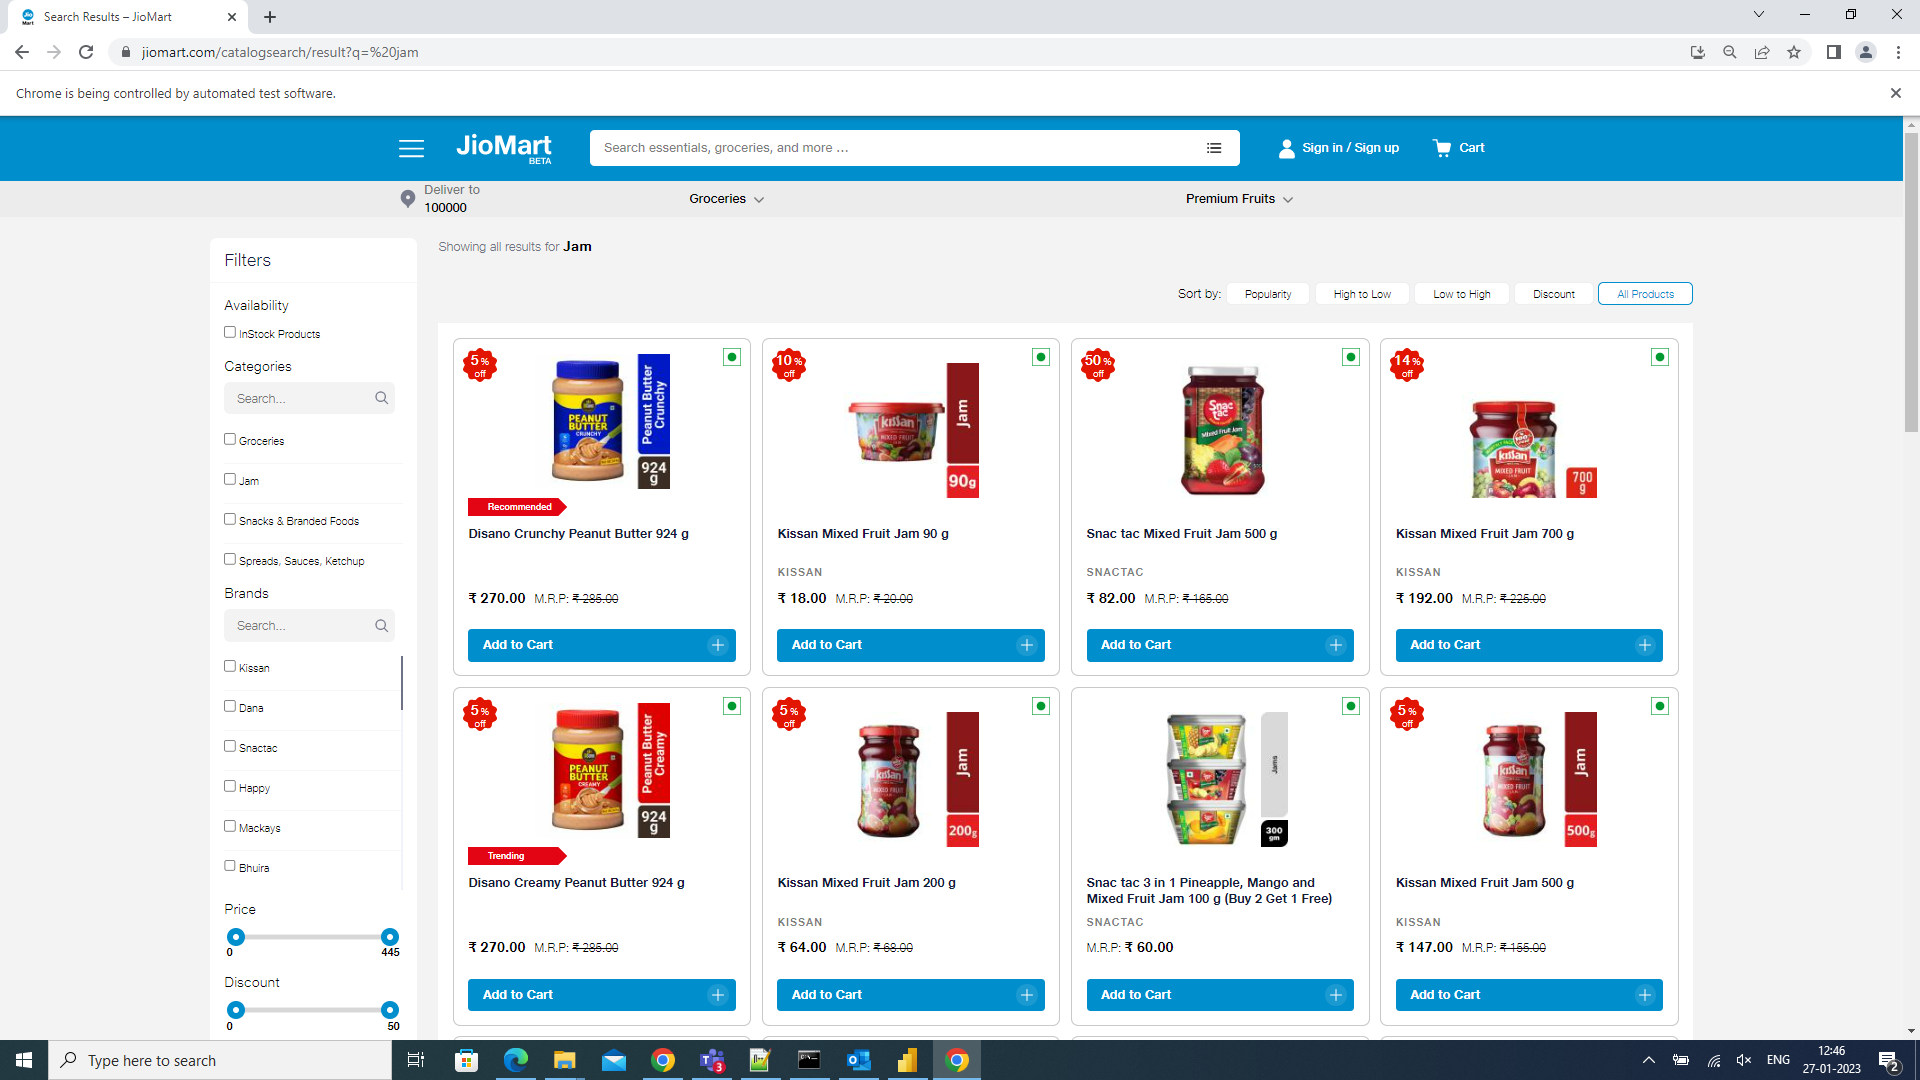 Search Results – JioMart
jiomart.com/catalogsearch/result?q=%20jam
Chrome is being controlled by automated test software.
JioMart
BETA
Search essentials, groceries, and more ...
Sign in / Sign up
Cart
Deliver to
100000
Groceries
Premium Fruits
Showing all results for Jam
Sort by:
Popularity
High to Low
Low to High
Discount
All Products
Filters
Availability
InStock Products
Categories
Search...
Groceries
Jam
Snacks & Branded Foods
Spreads, Sauces, Ketchup
Brands
Search...
Kissan
Dana
Snactac
Happy
Mackays
Bhuira
Price
0 445
Discount
0 50
5% off
PEANUT BUTTER CRUNCHY
Peanut Butter Crunchy
924 g
Recommended
Disano Crunchy Peanut Butter 924 g
₹ 270.00 M.R.P: ₹ 285.00
Add to Cart
10% off
Kissan
MIXED FRUIT
Jam
90g
Kissan Mixed Fruit Jam 90 g
KISSAN
₹ 18.00 M.R.P: ₹ 20.00
Add to Cart
50% off
Snac tac
Mixed Fruit Jam
Snac tac Mixed Fruit Jam 500 g
SNACTAC
₹ 82.00 M.R.P: ₹ 165.00
Add to Cart
14% off
Kissan
MIXED FRUIT
700 g
Kissan Mixed Fruit Jam 700 g
KISSAN
₹ 192.00 M.R.P: ₹ 225.00
Add to Cart
5% off
PEANUT BUTTER CREAMY
Peanut Butter Creamy
924 g
Trending
Disano Creamy Peanut Butter 924 g
₹ 270.00 M.R.P: ₹ 285.00
Add to Cart
5% off
Kissan
MIXED FRUIT
Jam
200g
Kissan Mixed Fruit Jam 200 g
KISSAN
₹ 64.00 M.R.P: ₹ 68.00
Add to Cart
Jams
300 gm
Snac tac 3 in 1 Pineapple, Mango and
Mixed Fruit Jam 100 g (Buy 2 Get 1 Free)
SNACTAC
M.R.P: ₹ 60.00
Add to Cart
5% off
Kissan
MIXED FRUIT
Jam
500g
Kissan Mixed Fruit Jam 500 g
KISSAN
₹ 147.00 M.R.P: ₹ 155.00
Add to Cart
Type here to search
3
ENG
12:46
27-01-2023
2